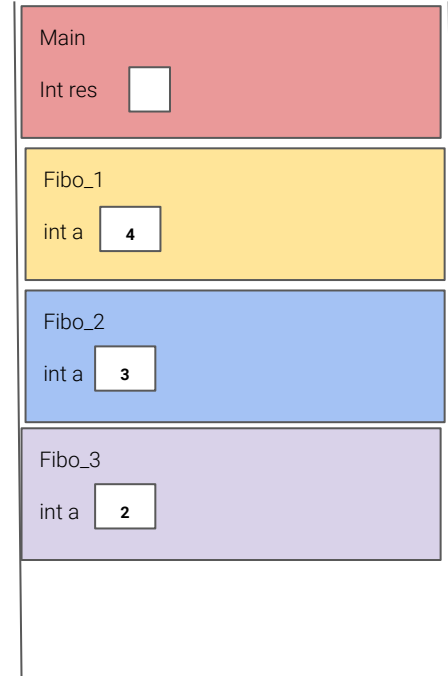 Main
Int res
Fibo_1
int a 4
Fibo_2
int a 3
Fibo_3
int a 2